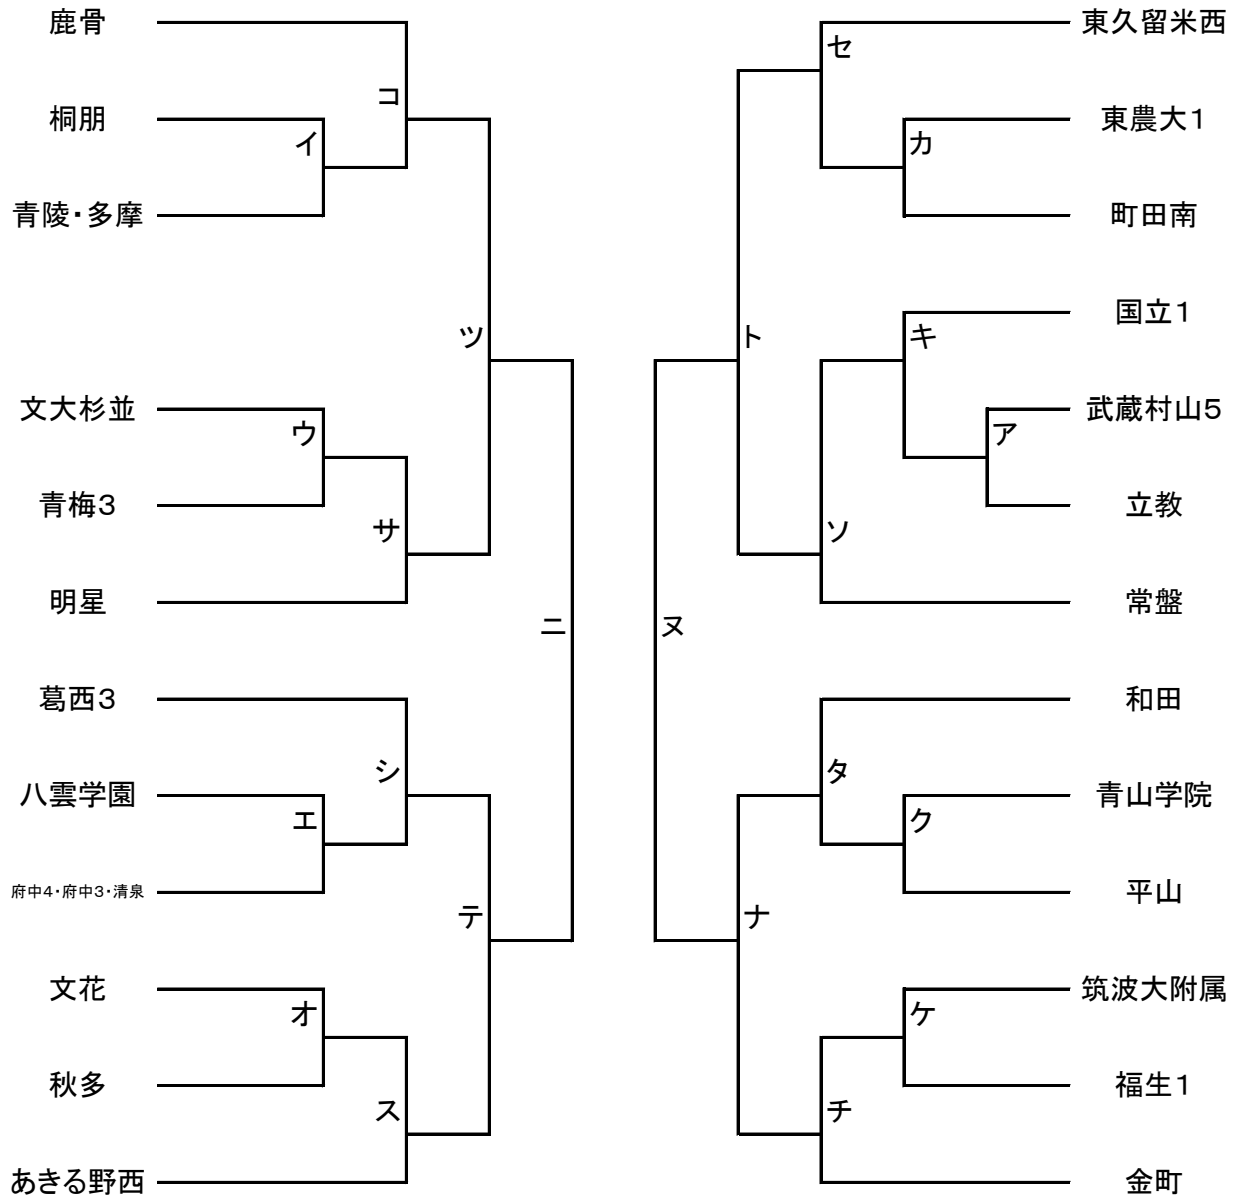 鹿骨
桐朋
青陵・多摩
文大杉並
青梅3
明星
葛西3
八雲学園
府中4・府中3・清泉
文花
秋多
あきる野西
イ
ウ
エ
オ
コ
サ
シ
ス
ツ
テ
ニ
ヌ
ト
ナ
セ
ソ
タ
チ
カ
キ
ク
ケ
ア
東久留米西
東農大1
町田南
国立1
武蔵村山5
立教
常盤
和田
青山学院
平山
筑波大附属
福生1
金町